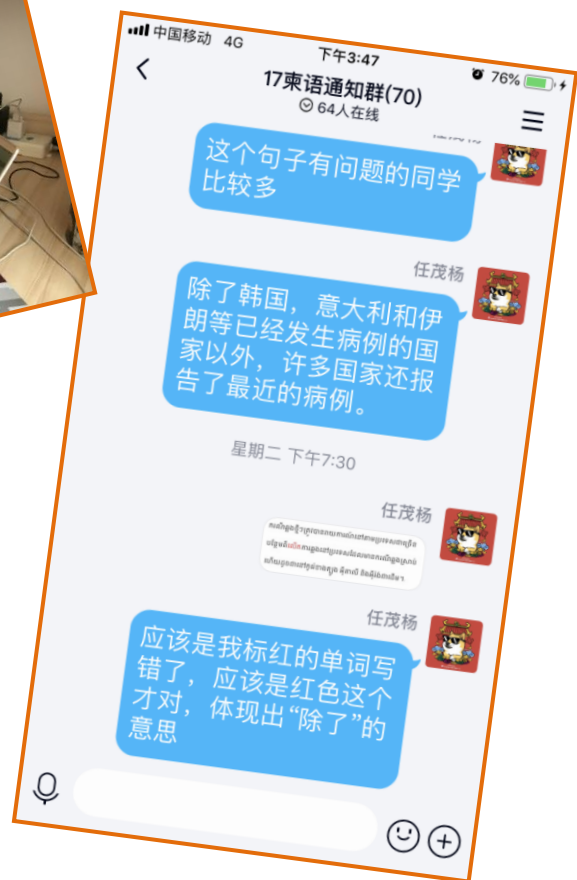 中国移动 4G
下午3:47
76%
17柬语通知群(70)
64人在线
这个句子有问题的同学
比较多
任茂杨
除了韩国，意大利和伊
朗等已经发生病例的国
家以外，许多国家还报
告了最近的病例。
星期二 下午7:30
任茂杨
任茂杨
应该是我标红的单词写
错了，应该是红色这个
才对，体现出“除了”的
意思